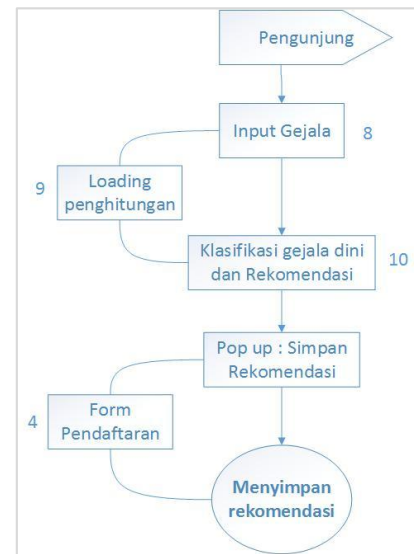 Pengunjung
Input Gejala
8
9
Loading
penghitungan
Klasifikasi gejala dini
dan Rekomendasi
10
Pop up : Simpan
Rekomendasi
4
Form
Pendaftaran
Menyimpan
rekomendasi